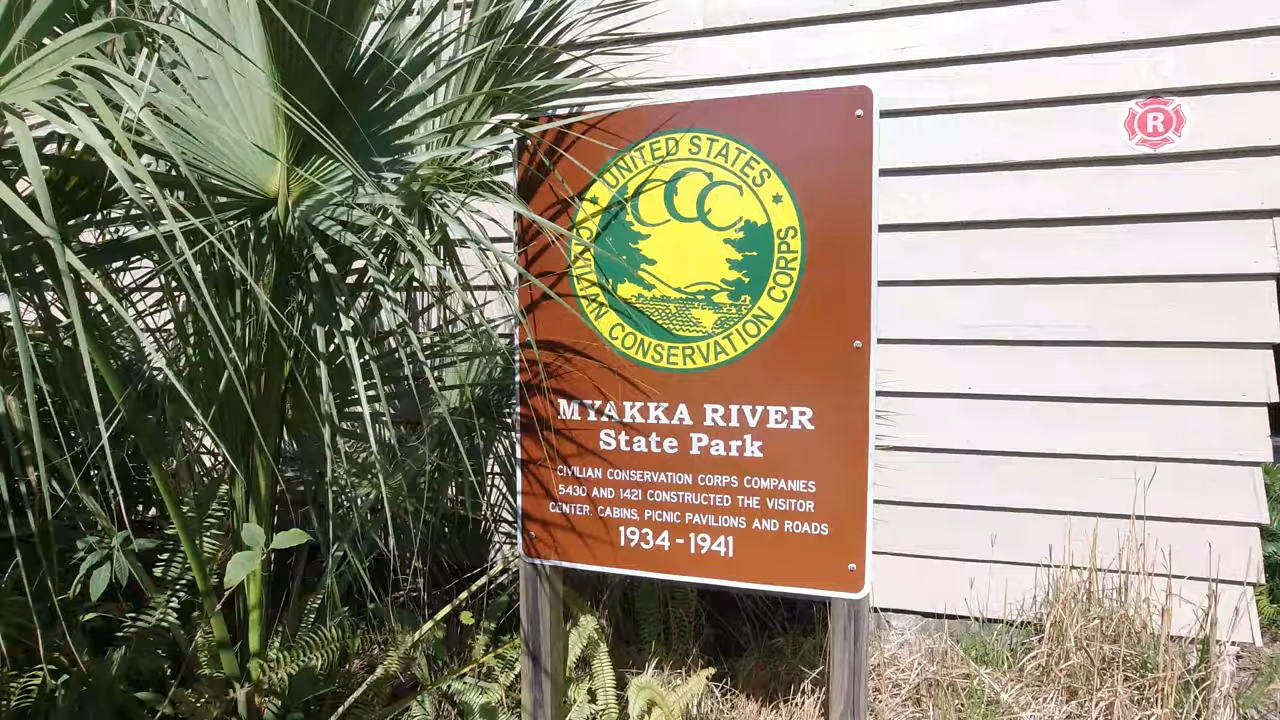 UNITED STATES
CCC
CIVILIAN CONSERVATION CORPS
MYAKKA RIVER
State Park
CIVILIAN CONSERVATION CORPS COMPANIES
5430 AND 1421 CONSTRUCTED THE VISITOR
CENTER, CABINS, PICNIC PAVILIONS AND ROADS
1934-1941
R